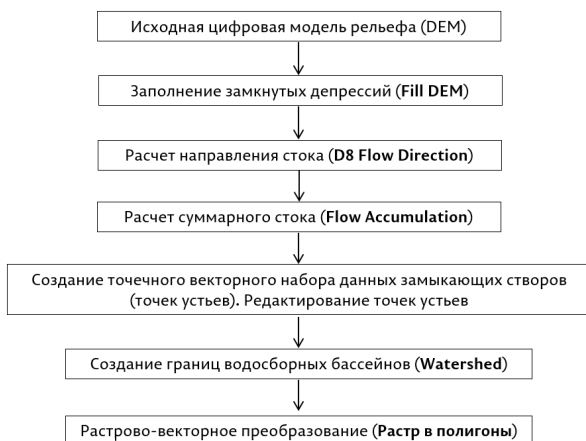 Исходная цифровая модель рельефа (DEM)
Заполнение замкнутых депрессий (Fill DEM)
Расчет направления стока (D8 Flow Direction)
Расчет суммарного стока (Flow Accumulation)
Создание точечного векторного набора данных замыкающих створов
(точек устьев). Редактирование точек устьев
Создание границ водосборных бассейнов (Watershed)
Растрово-векторное преобразование (Растр в полигоны)